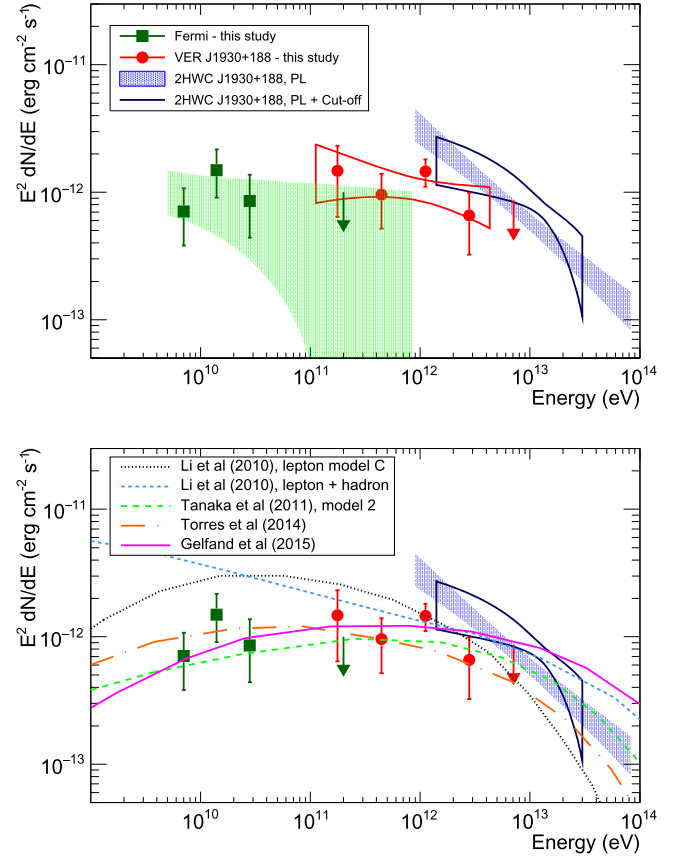 E² dN/dE (erg cm⁻² s⁻¹)
10⁻¹¹
10⁻¹²
10⁻¹³
Fermi - this study
VER J1930+188 - this study
2HWC J1930+188, PL
2HWC J1930+188, PL + Cut-off
10¹⁰ 10¹¹ 10¹² 10¹³ 10¹⁴
Energy (eV)
E² dN/dE (erg cm⁻² s⁻¹)
10⁻¹¹
10⁻¹²
10⁻¹³
Li et al (2010), lepton model C
Li et al (2010), lepton + hadron
Tanaka et al (2011), model 2
Torres et al (2014)
Gelfand et al (2015)
10¹⁰ 10¹¹ 10¹² 10¹³ 10¹⁴
Energy (eV)